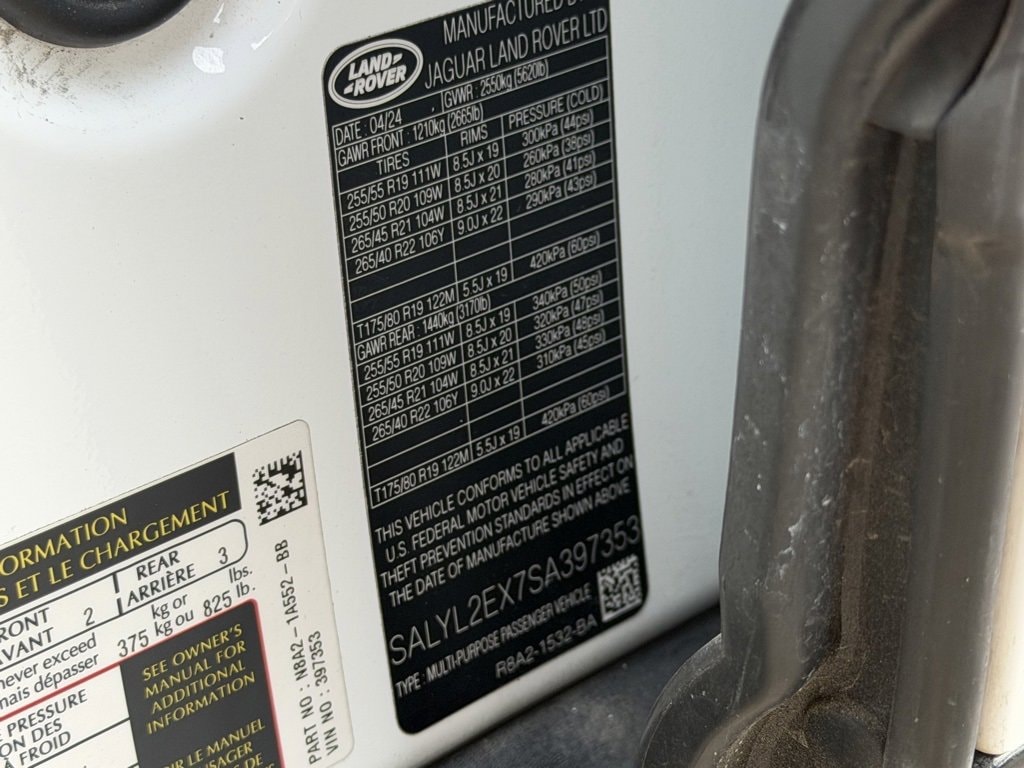 MANUFACTURED
JAGUAR LAND ROVER LTD
LAND-
-ROVER
DATE : 04/24 GVWR : 2550kg (5620lb)
GAWR FRONT : 1210kg (2665lb)
TIRES RIMS PRESSURE (COLD)
255/55 R19 111W 8.5J x 19 300kPa (44psi)
255/50 R20 109W 8.5J x 20 260kPa (38psi)
265/45 R21 104W 8.5J x 21 280kPa (41psi)
265/40 R22 106Y 9.0J x 22 290kPa (43psi)
T175/80 R19 122M 5.5J x 19 420kPa (60psi)
GAWR REAR : 1440kg (3170lb)
255/55 R19 111W 8.5J x 19 340kPa (50psi)
255/50 R20 109W 8.5J x 20 320kPa (47psi)
265/45 R21 104W 8.5J x 21 330kPa (48psi)
265/40 R22 106Y 9.0J x 22 310kPa (45psi)
T175/80 R19 122M 5.5J x 19 420kPa (60psi)
THIS VEHICLE CONFORMS TO ALL APPLICABLE
U.S. FEDERAL MOTOR VEHICLE SAFETY AND
THEFT PREVENTION STANDARDS IN EFFECT ON
THE DATE OF MANUFACTURE SHOWN ABOVE
SALYL2EX7SA397353
TYPE : MULTI-PURPOSE PASSENGER VEHICLE
R8A2-1532-BA
ORMATION
S ET LE CHARGEMENT
RONT 2 REAR 3
AVANT ARRIÈRE
never exceed 375 kg or 825 lbs.
mais dépasser kg ou lb.
PRESSURE
ON DES
À FROID
SEE OWNER'S
MANUAL FOR
ADDITIONAL
INFORMATION
OIR LE MANUEL
USAGER
DE
PART NO : N8A2- 1A552 - BB
VIN NO : 397353